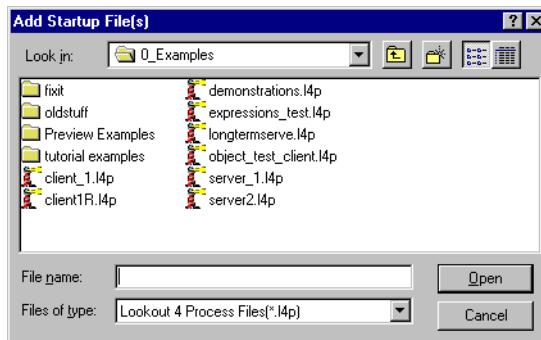 Add Startup File(s)
Look in: 0_Examples
fixit
oldstuff
Preview Examples
tutorial examples
client_1.l4p
client1R.l4p
demonstrations.l4p
expressions_test.l4p
longtermserve.l4p
object_test_client.l4p
server_1.l4p
server2.l4p
File name:
Open
Files of type: Lookout 4 Process Files(*.l4p)
Cancel